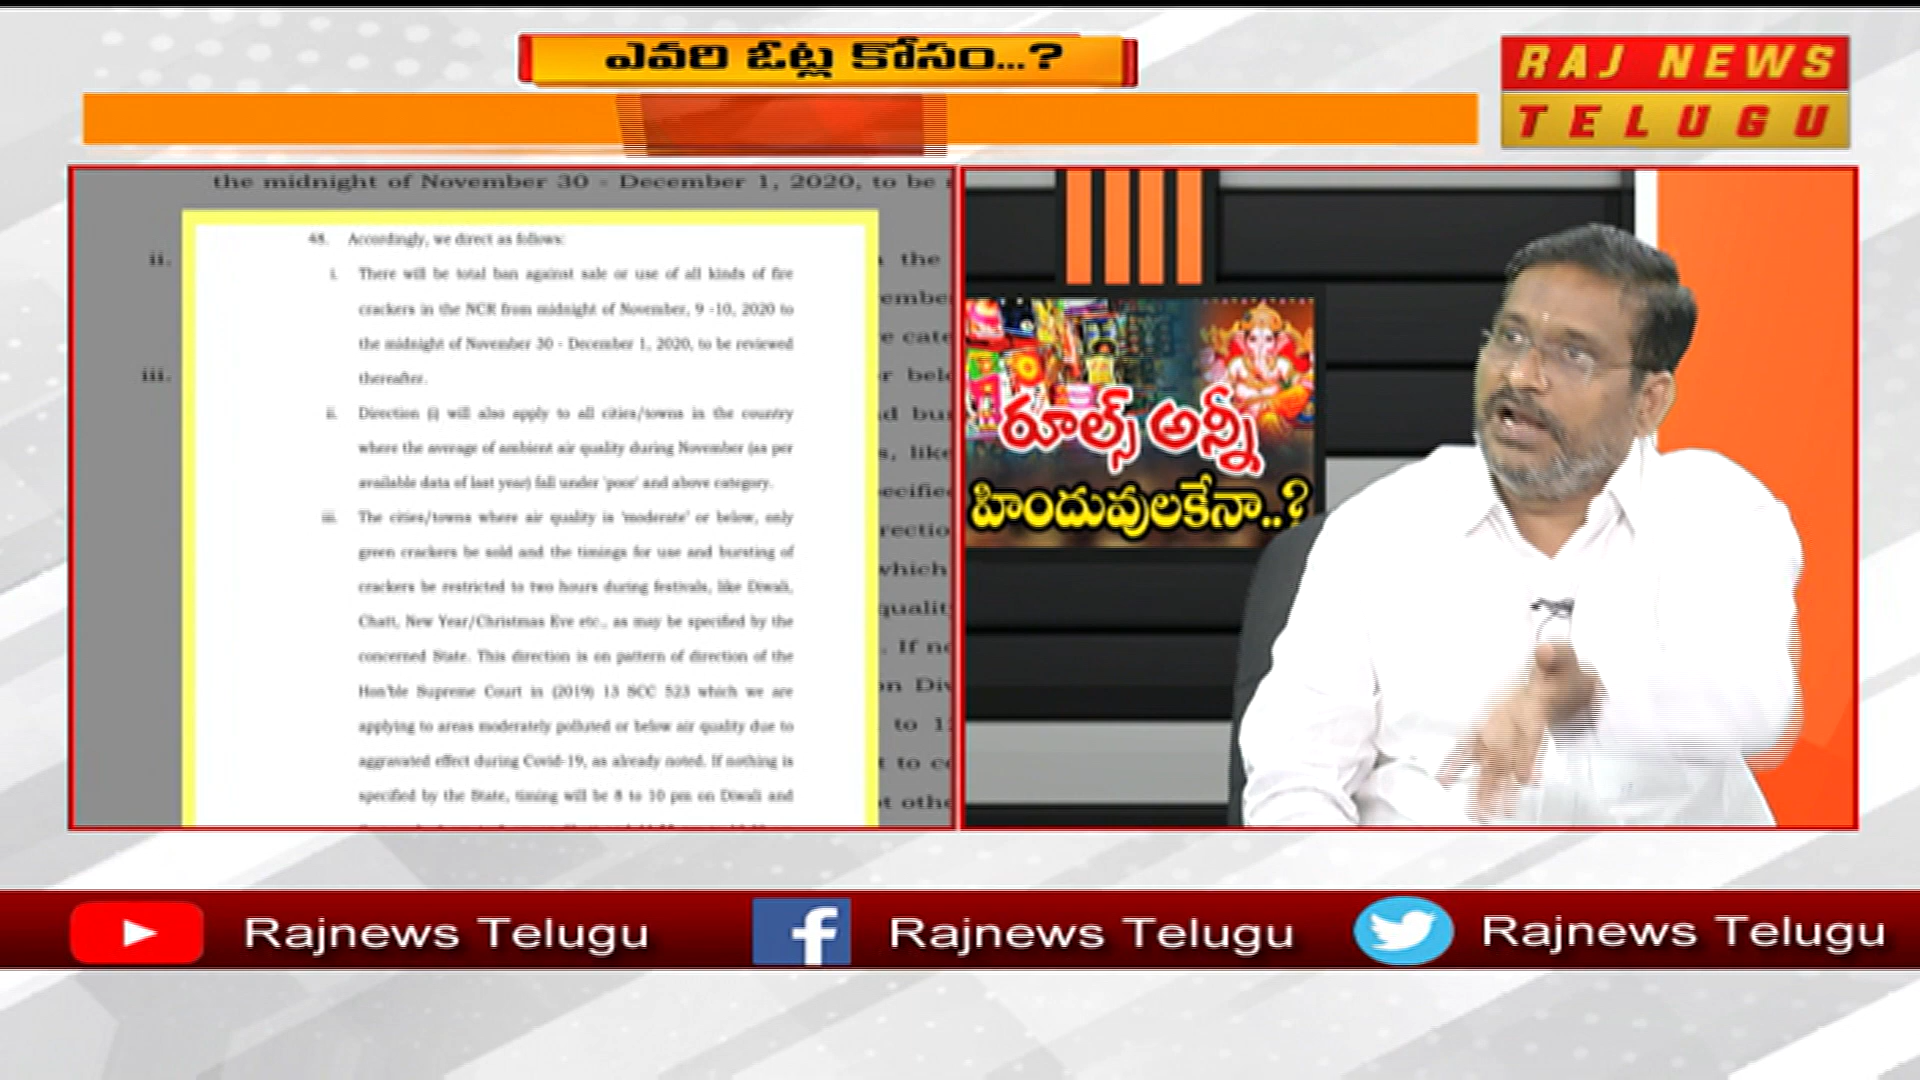 ఎవరి ఓట్ల కోసం...?
RAJ NEWS
TELUGU
the midnight of November 30 - December 1, 2020, to be
ii.
iii.
48. Accordingly, we direct as follows:
i. There will be total ban against sale or use of all kinds of fire
crackers in the NCR from midnight of November, 9 -10, 2020 to
the midnight of November 30 - December 1, 2020, to be reviewed
thereafter.
ii. Direction (i) will also apply to all cities/towns in the country
where the average of ambient air quality during November (as per
available data of last year) fall under 'poor' and above category.
iii. The cities/towns where air quality is 'moderate' or below, only
green crackers be sold and the timings for use and bursting of
crackers be restricted to two hours during festivals, like Diwali,
Chatt, New Year/Christmas Eve etc., as may be specified by the
concerned State. This direction is on pattern of direction of the
Hon'ble Supreme Court in (2019) 13 SCC 523 which we are
applying to areas moderately polluted or below air quality due to
aggravated effect during Covid-19, as already noted. If nothing is
specified by the State, timing will be 8 to 10 pm on Diwali and
the
like
which
. If
to
to
రూల్స్ అన్నీ
హిందువులకేనా..?
Rajnews Telugu
Rajnews Telugu
Rajnews Telugu